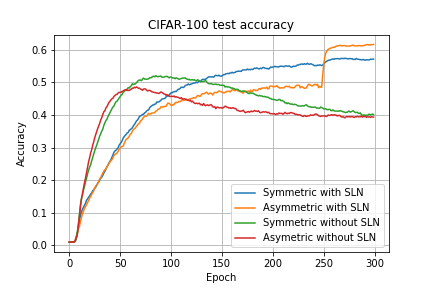 CIFAR-100 test accuracy
0.6
0.5
0.4
0.3
0.2
0.1
0.0
Accuracy
Symmetric with SLN
Asymmetric with SLN
Symmetric without SLN
Asymetric without SLN
0 50 100 150 200 250 300
Epoch